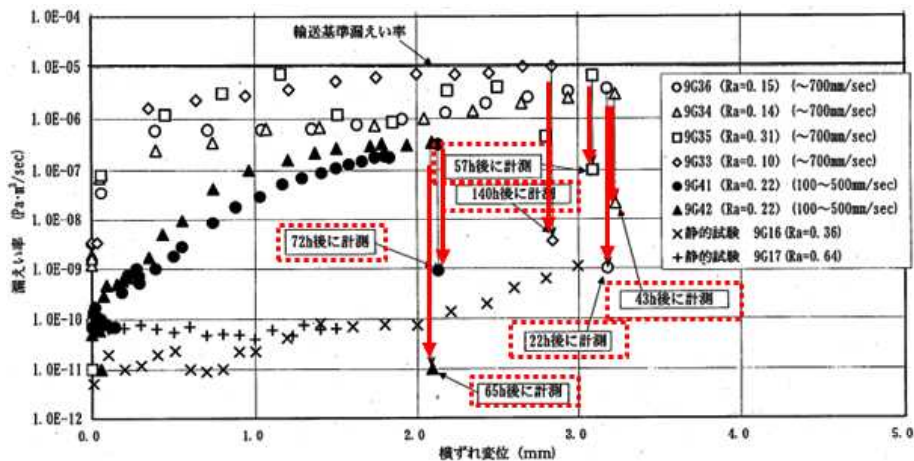 1.0E-04
輸送基準漏えい率
1.0E-05
1.0E-06
1.0E-07
1.0E-08
1.0E-09
1.0E-10
1.0E-11
1.0E-12
漏えい率 (Pa·m³/sec)
0.0
1.0
2.0
3.0
4.0
5.0
横ずれ変位 (mm)
○ 9G36 (Ra=0.15) (～700mm/sec)
△ 9G34 (Ra=0.14) (～700mm/sec)
□ 9G35 (Ra=0.31) (～700mm/sec)
◇ 9G33 (Ra=0.10) (～700mm/sec)
● 9G41 (Ra=0.22) (100～500mm/sec)
▲ 9G42 (Ra=0.22) (100～500mm/sec)
× 静的試験 9G16 (Ra=0.36)
+ 静的試験 9G17 (Ra=0.64)
57h後に計測
140h後に計測
72h後に計測
43h後に計測
22h後に計測
65h後に計測